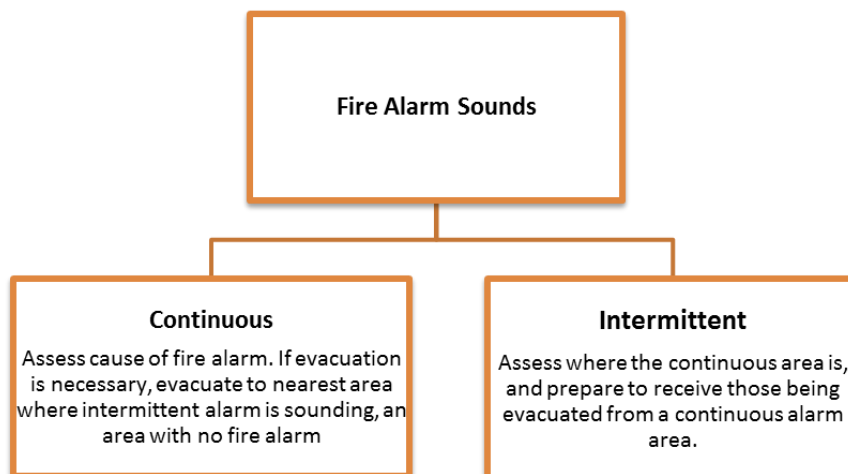 Fire Alarm Sounds
Continuous
Assess cause of fire alarm. If evacuation
is necessary, evacuate to nearest area
where intermittent alarm is sounding, an
area with no fire alarm
Intermittent
Assess where the continuous area is,
and prepare to receive those being
evacuated from a continuous alarm
area.